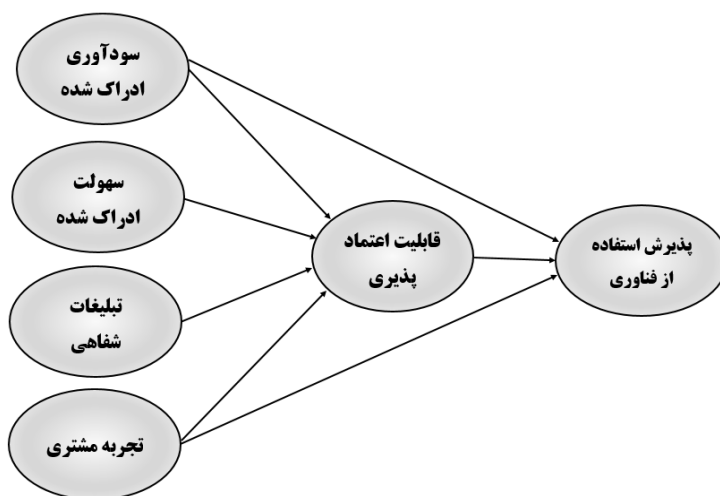 سودآوری
ادراک شده
سهولت
ادراک شده
قابلیت اعتماد
پذیری
پذیرش استفاده
از فناوری
تبلیغات
شفاهی
تجربه مشتری